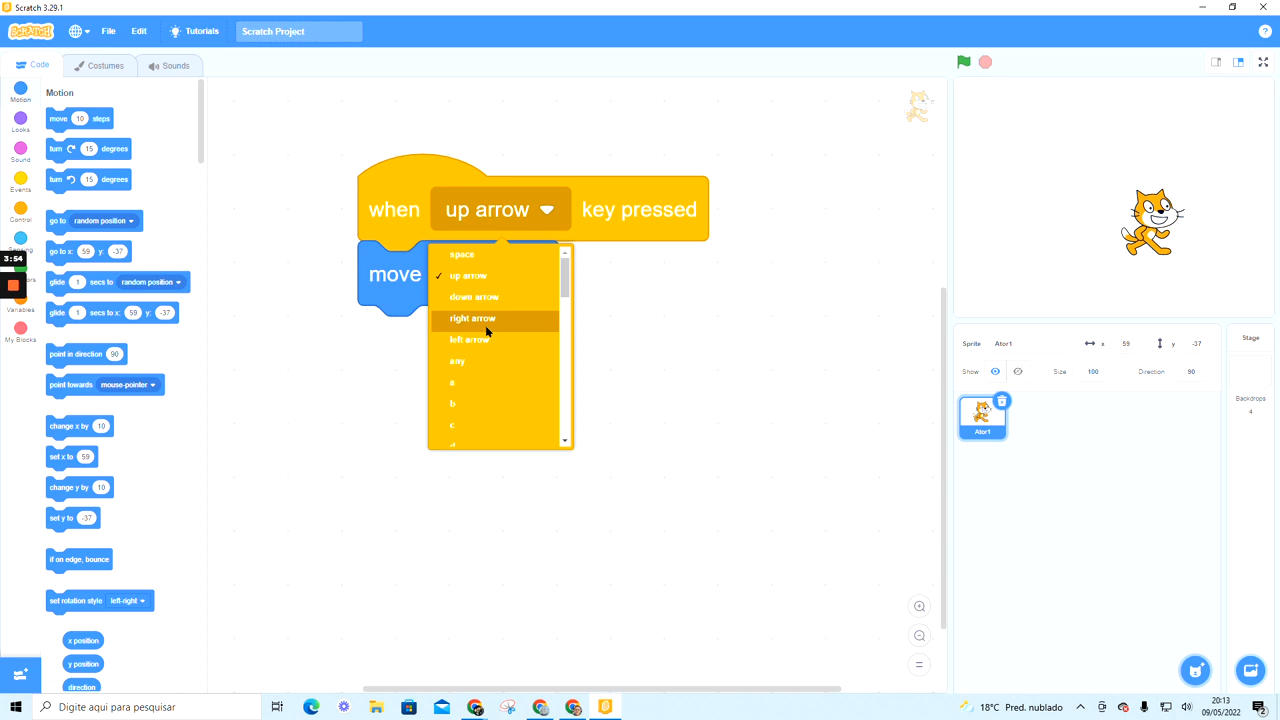 Scratch 3.29.1
SCRATCH
File
Edit
Tutorials
Scratch Project
?
Code
Costumes
Sounds
Motion
Looks
Sound
Events
Control
Sensing
3:54
Variables
My Blocks
Motion
move 10 steps
turn 15 degrees
turn 15 degrees
go to random position
go to x: 59 y: -37
glide 1 secs to random position
glide 1 secs to x: 59 y: -37
point in direction 90
point towards mouse-pointer
change x by 10
set x to 59
change y by 10
set y to -37
if on edge, bounce
set rotation style left-right
x position
y position
direction
when up arrow key pressed
move
space
✓ up arrow
down arrow
right arrow
left arrow
any
a
b
c
d
Sprite Ator1 x 59 y -37
Show Size 100 Direction 90
Ator1
Stage
Backdrops
4
Digite aqui para pesquisar
18°C Pred. nublado
20:13
09/05/2022
2